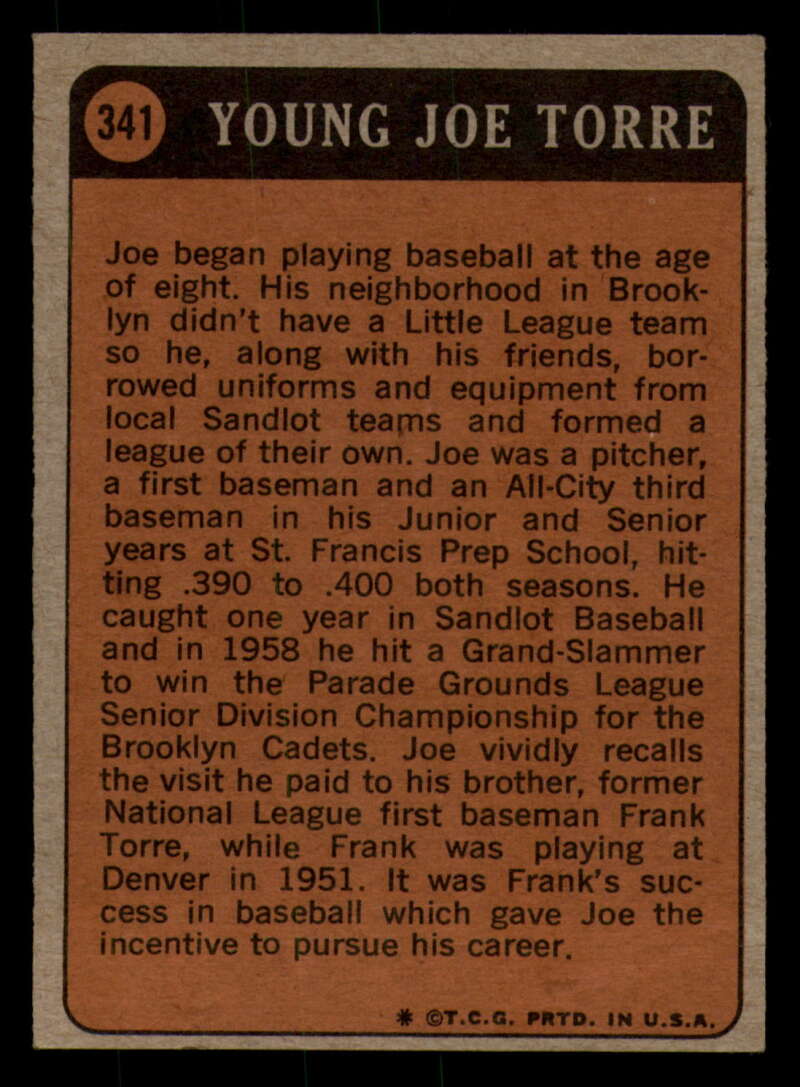 341 YOUNG JOE TORRE
Joe began playing baseball at the age
of eight. His neighborhood in Brook-
lyn didn't have a Little League team
so he, along with his friends, bor-
rowed uniforms and equipment from
local Sandlot teams and formed a
league of their own. Joe was a pitcher,
a first baseman and an All-City third
baseman in his Junior and Senior
years at St. Francis Prep School, hit-
ting .390 to .400 both seasons. He
caught one year in Sandlot Baseball
and in 1958 he hit a Grand-Slammer
to win the Parade Grounds League
Senior Division Championship for the
Brooklyn Cadets. Joe vividly recalls
the visit he paid to his brother, former
National League first baseman Frank
Torre, while Frank was playing at
Denver in 1951. It was Frank's suc-
cess in baseball which gave Joe the
incentive to pursue his career.
* ©T.C.G. PRTD. IN U.S.A.